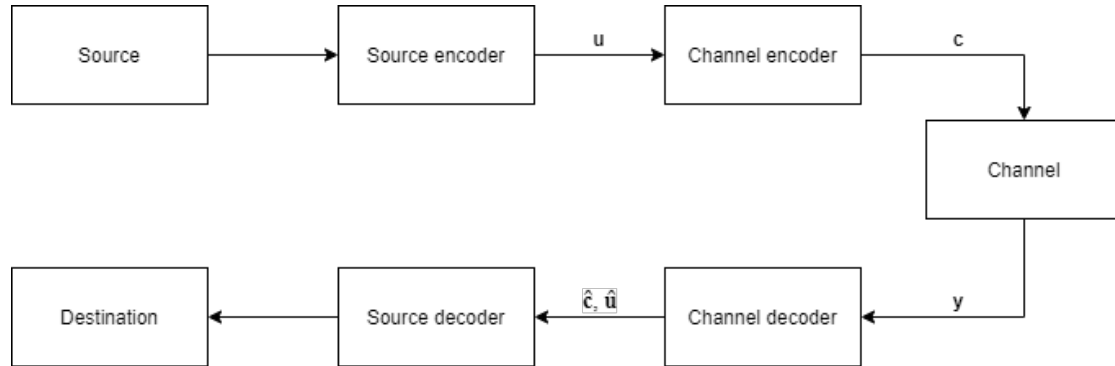 Source
Source encoder
u
Channel encoder
c
Channel
y
Channel decoder
ĉ, û
Source decoder
Destination